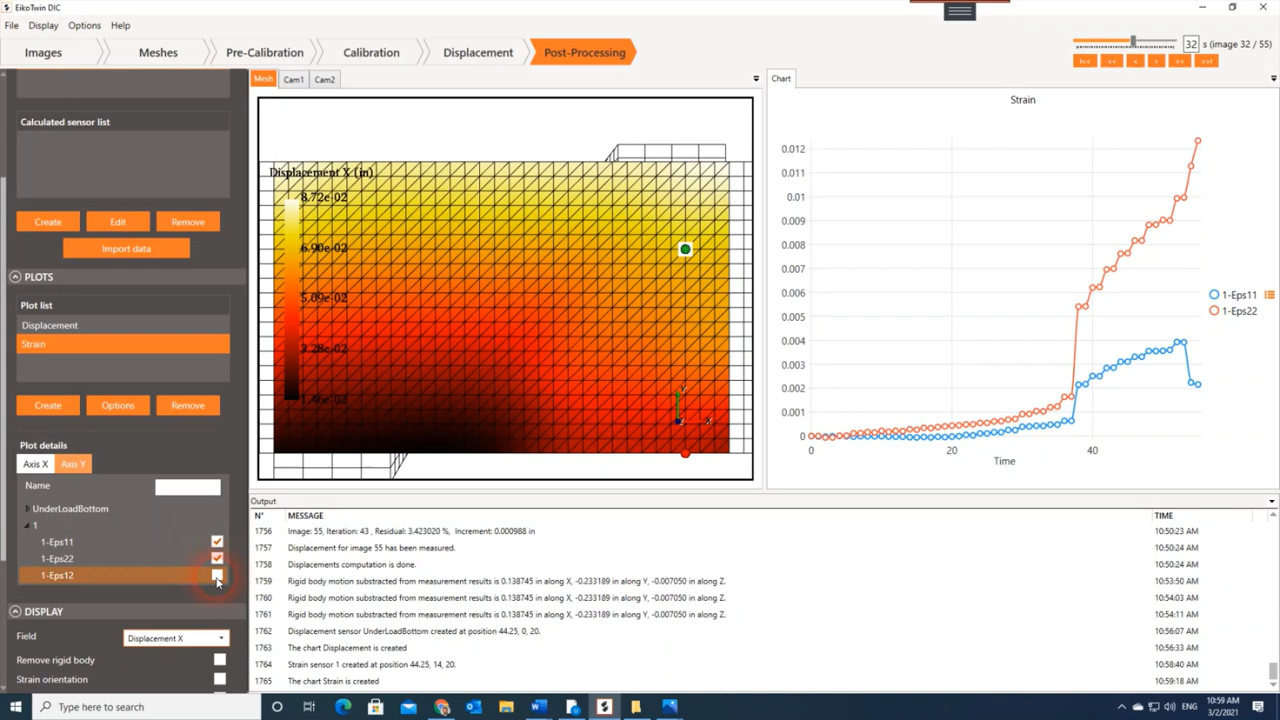 EikoTwin DIC
File Display Options Help
Images Meshes Pre-Calibration Calibration Displacement Post-Processing
32 s (image 32 / 55)
|<< << < > >> >>|
Calculated sensor list
Create Edit Remove
Import data
PLOTS
Plot list
Displacement
Strain
Create Options Remove
Plot details
Axis X Axis Y
Name
UnderLoadBottom
1
1-Eps11
1-Eps22
1-Eps12
DISPLAY
Field Displacement X
Remove rigid body
Strain orientation
Mesh Cam1 Cam2
Displacement X (in)
8.72e-02
6.90e-02
5.09e-02
3.28e-02
1.46e-02
Y
Z X
Chart
Strain
0.012
0.011
0.01
0.009
0.008
0.007
0.006
0.005
0.004
0.003
0.002
0.001
0
0 20 40
Time
1-Eps11
1-Eps22
Output
N° MESSAGE TIME
1756 Image: 55, Iteration: 43 , Residual: 3.423020 %, Increment: 0.000988 in 10:50:23 AM
1757 Displacement for image 55 has been measured. 10:50:24 AM
1758 Displacements computation is done. 10:50:24 AM
1759 Rigid body motion substracted from measurement results is 0.138745 in along X, -0.233189 in along Y, -0.007050 in along Z. 10:53:50 AM
1760 Rigid body motion substracted from measurement results is 0.138745 in along X, -0.233189 in along Y, -0.007050 in along Z. 10:54:03 AM
1761 Rigid body motion substracted from measurement results is 0.138745 in along X, -0.233189 in along Y, -0.007050 in along Z. 10:54:11 AM
1762 Displacement sensor UnderLoadBottom created at position 44.25, 0, 20. 10:56:07 AM
1763 The chart Displacement is created 10:56:33 AM
1764 Strain sensor 1 created at position 44.25, 14, 20. 10:58:40 AM
1765 The chart Strain is created 10:59:18 AM
Type here to search
10:59 AM
3/2/2021